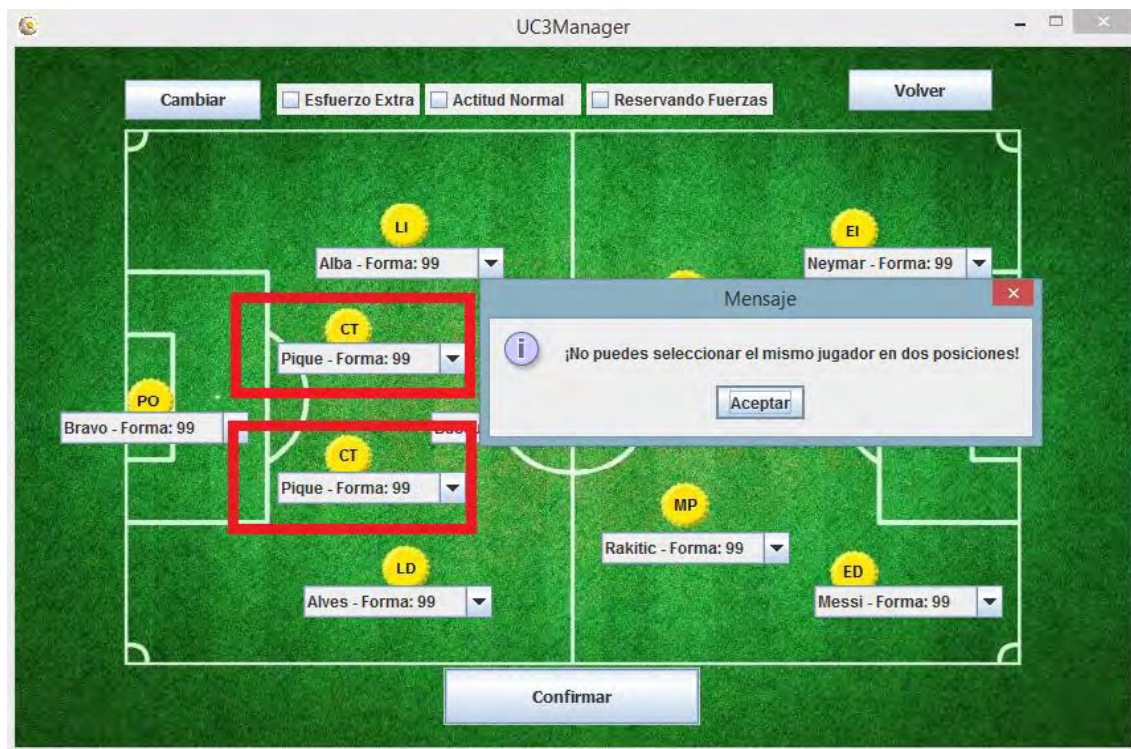 UC3Manager
Cambiar
Esfuerzo Extra
Actitud Normal
Reservando Fuerzas
Volver
LI
Alba - Forma: 99
EI
Neymar - Forma: 99
Mensaje
¡No puedes seleccionar el mismo jugador en dos posiciones!
Aceptar
CT
Pique - Forma: 99
PO
Bravo - Forma: 99
CT
Pique - Forma: 99
MP
Rakitic - Forma: 99
LD
Alves - Forma: 99
ED
Messi - Forma: 99
Confirmar